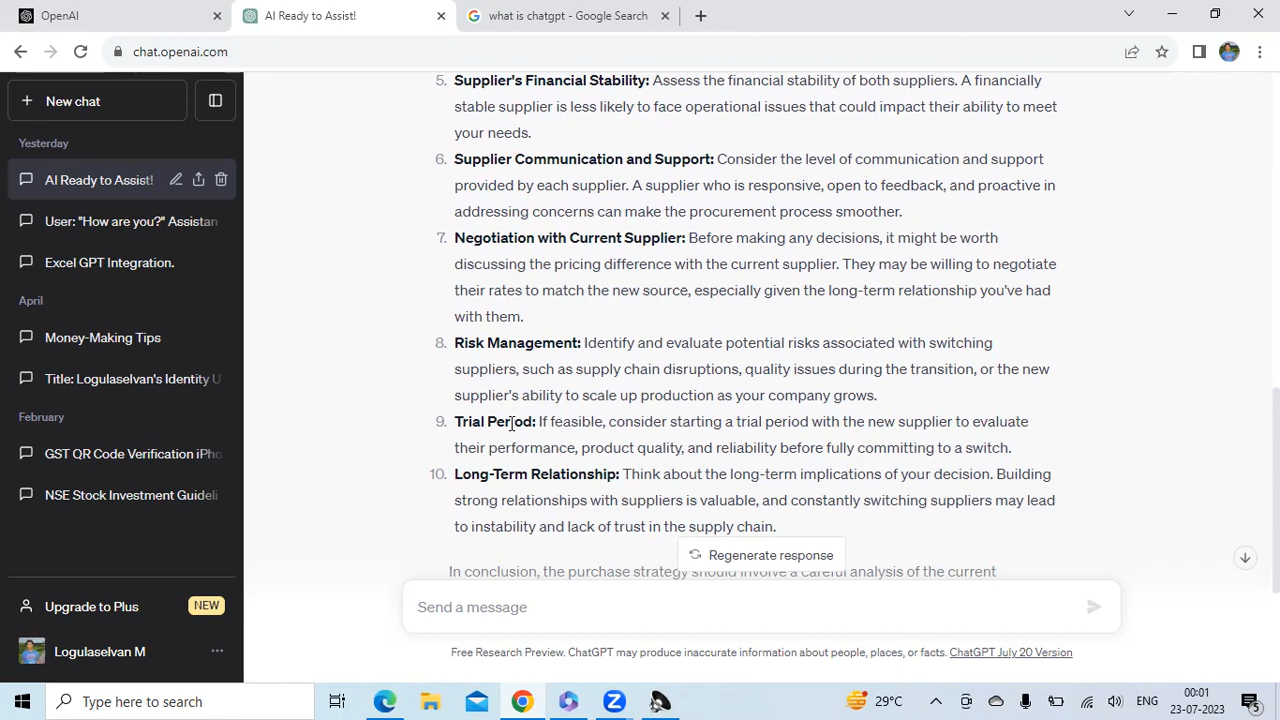 OpenAI
AI Ready to Assist!
what is chatgpt - Google Search
chat.openai.com
New chat
Yesterday
AI Ready to Assist!
User: "How are you?" Assistan
Excel GPT Integration.
April
Money-Making Tips
Title: Logulaselvan's Identity U
February
GST QR Code Verification iPho
NSE Stock Investment Guideli
Upgrade to Plus
NEW
Logulaselvan M
5. Supplier's Financial Stability: Assess the financial stability of both suppliers. A financially
stable supplier is less likely to face operational issues that could impact their ability to meet
your needs.
6. Supplier Communication and Support: Consider the level of communication and support
provided by each supplier. A supplier who is responsive, open to feedback, and proactive in
addressing concerns can make the procurement process smoother.
7. Negotiation with Current Supplier: Before making any decisions, it might be worth
discussing the pricing difference with the current supplier. They may be willing to negotiate
their rates to match the new source, especially given the long-term relationship you've had
with them.
8. Risk Management: Identify and evaluate potential risks associated with switching
suppliers, such as supply chain disruptions, quality issues during the transition, or the new
supplier's ability to scale up production as your company grows.
9. Trial Period: If feasible, consider starting a trial period with the new supplier to evaluate
their performance, product quality, and reliability before fully committing to a switch.
10. Long-Term Relationship: Think about the long-term implications of your decision. Building
strong relationships with suppliers is valuable, and constantly switching suppliers may lead
to instability and lack of trust in the supply chain.
Regenerate response
In conclusion, the purchase strategy should involve a careful analysis of the current
Send a message
Free Research Preview. ChatGPT may produce inaccurate information about people, places, or facts. ChatGPT July 20 Version
Type here to search
29°C
ENG
00:01
23-07-2023
5